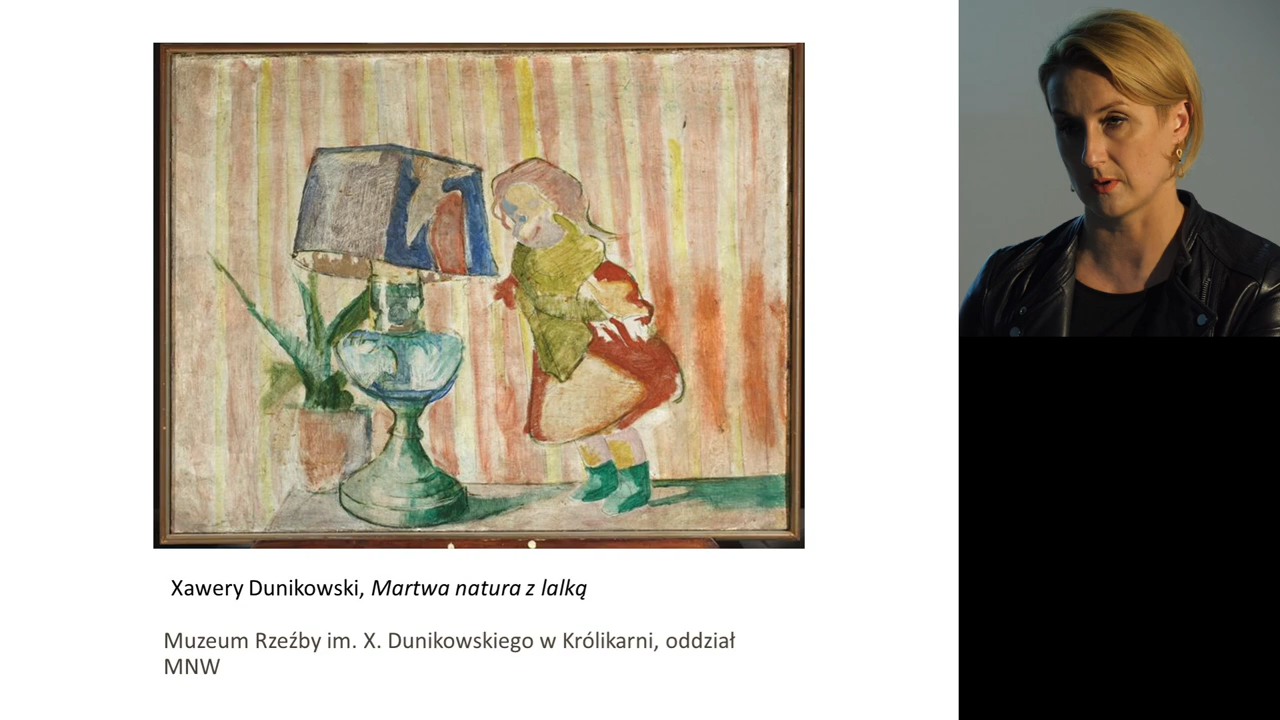 Xawery Dunikowski, Martwa natura z lalką
Muzeum Rzeźby im. X. Dunikowskiego w Królikarni, oddział
MNW